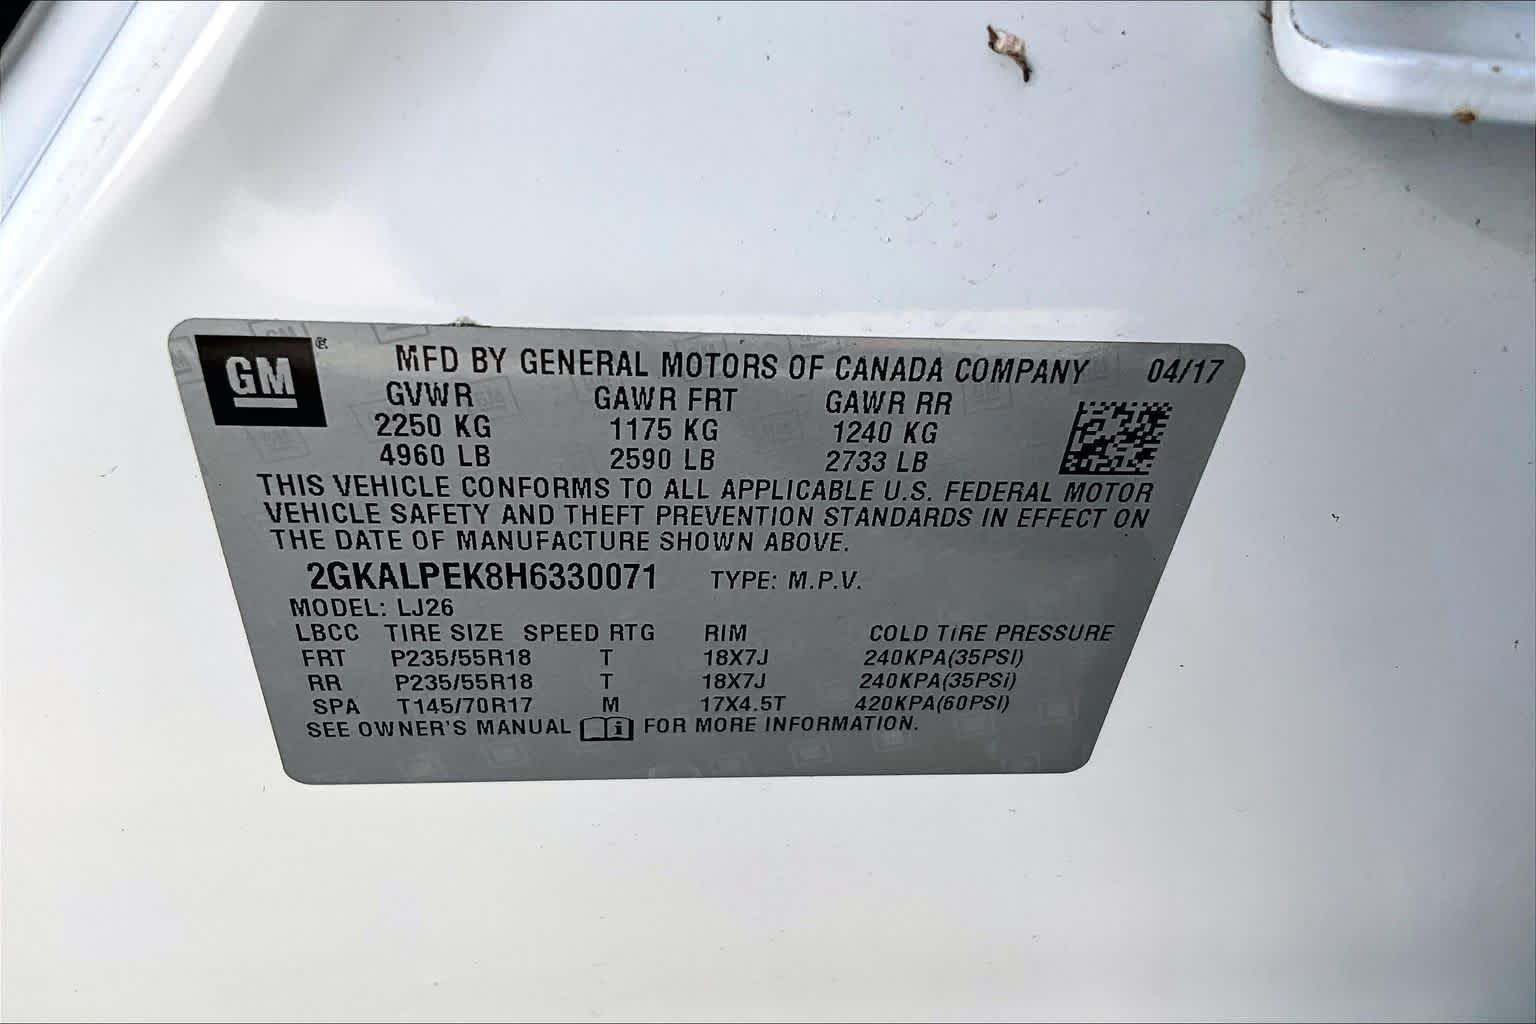 GM ® MFD BY GENERAL MOTORS OF CANADA COMPANY 04/17
GVWR GAWR FRT GAWR RR
2250 KG 1175 KG 1240 KG
4960 LB 2590 LB 2733 LB
THIS VEHICLE CONFORMS TO ALL APPLICABLE U.S. FEDERAL MOTOR
VEHICLE SAFETY AND THEFT PREVENTION STANDARDS IN EFFECT ON
THE DATE OF MANUFACTURE SHOWN ABOVE.
2GKALPEK8H6330071 TYPE: M.P.V.
MODEL: LJ26
LBCC TIRE SIZE SPEED RTG RIM COLD TIRE PRESSURE
FRT P235/55R18 T 18X7J 240KPA(35PSI)
RR P235/55R18 T 18X7J 240KPA(35PSi)
SPA T145/70R17 M 17X4.5T 420KPA(60PSI)
SEE OWNER'S MANUAL i FOR MORE INFORMATION.